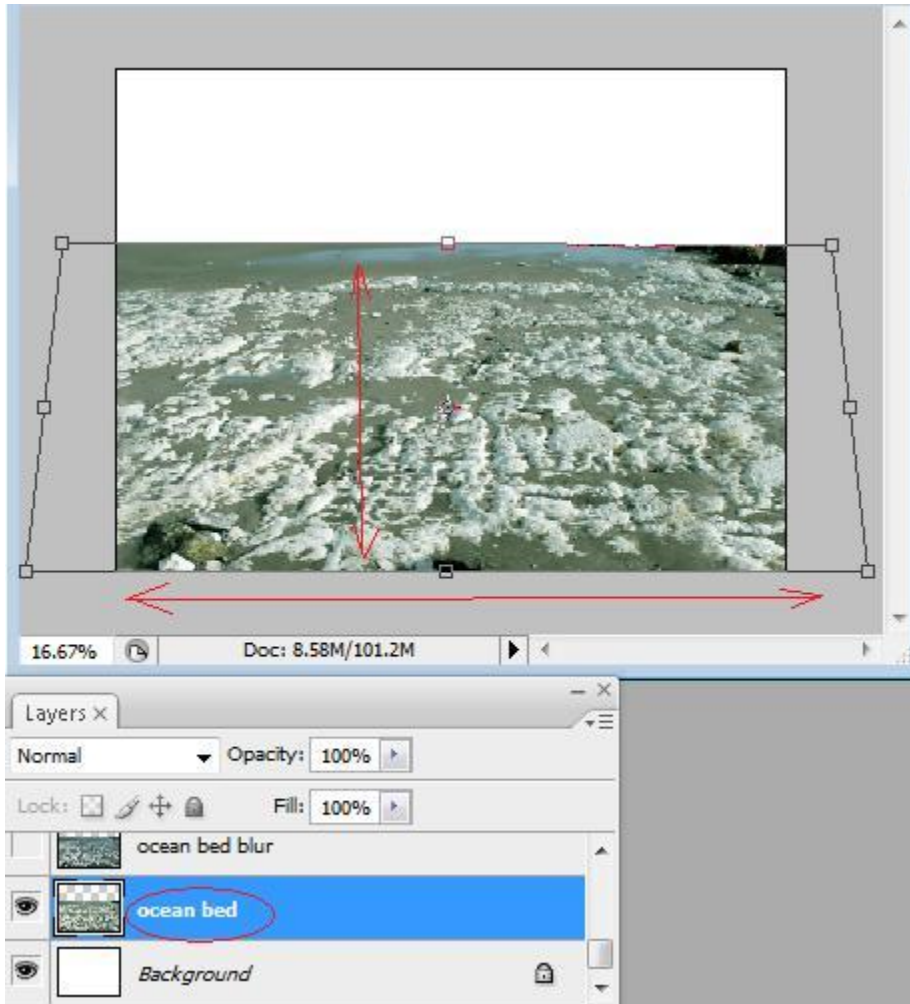 16.67% Doc: 8.58M/101.2M
Layers ×
Normal Opacity: 100%
Lock: Fill: 100%
ocean bed blur
ocean bed
Background